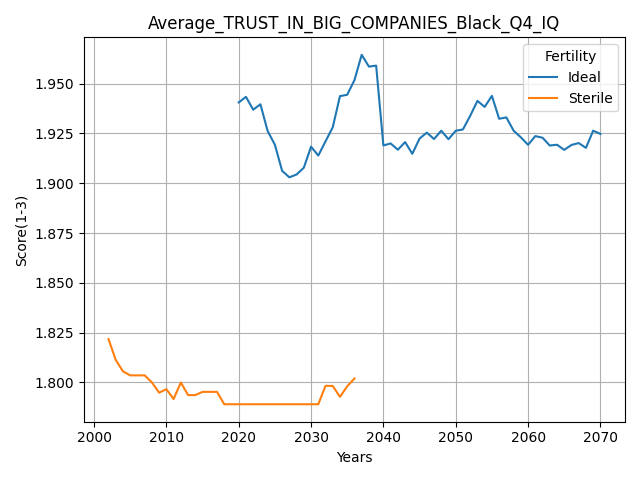 Average_TRUST_IN_BIG_COMPANIES_Black_Q4_IQ
Fertility
Ideal
Sterile
Score(1-3)
1.950
1.925
1.900
1.875
1.850
1.825
1.800
2000 2010 2020 2030 2040 2050 2060 2070
Years